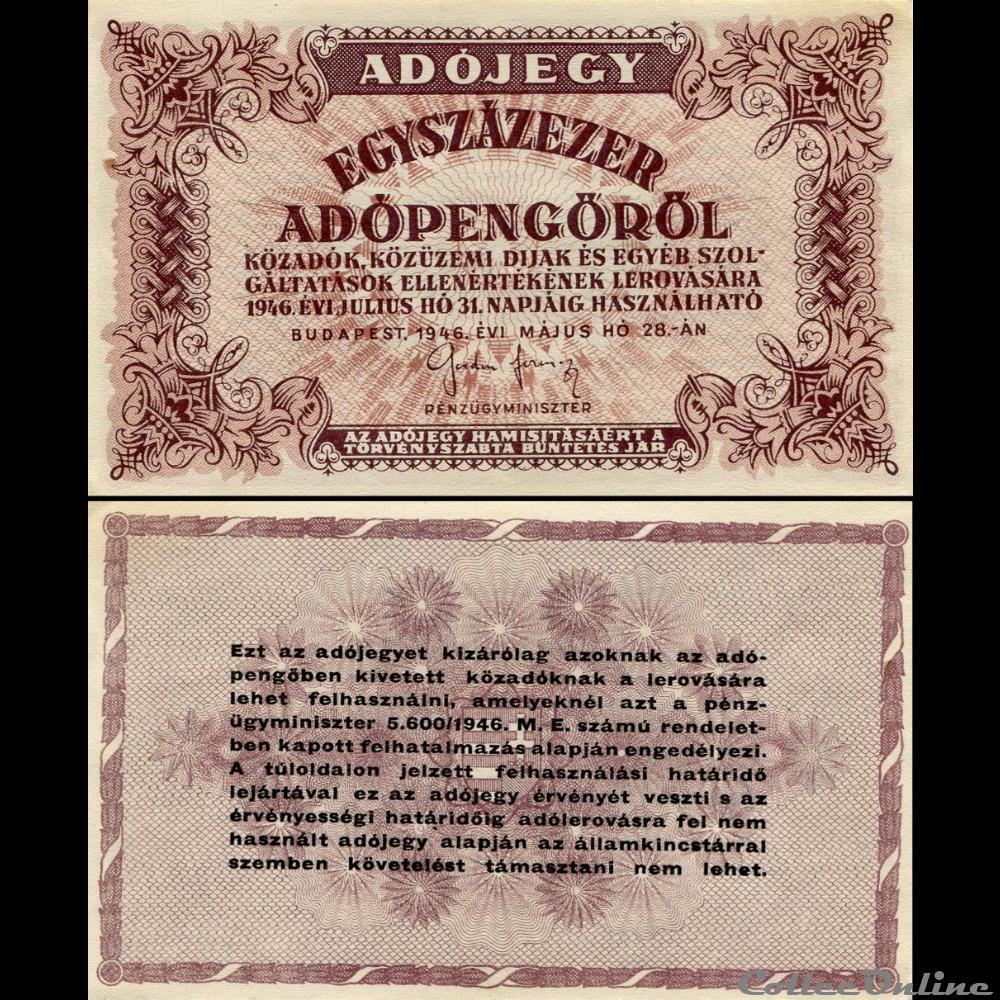 ADÓJEGY
EGYSZÁZEZER
ADÓPENGŐRŐL
KÖZADÓK, KÖZÜZEMI DIJAK ÉS EGYÉB SZOL-
GÁLTATÁSOK ELLENÉRTÉKÉNEK LEROVÁSÁRA
1946. ÉVI JULIUS HÓ 31. NAPJÁIG HASZNÁLHATÓ
BUDAPEST, 1946. ÉVI MÁJUS HÓ 28.-ÁN
PÉNZÜGYMINISZTER
AZ ADÓJEGY HAMISITÁSÁÉRT A
TÖRVÉNYSZABTA BÜNTETÉS JÁR
Ezt az adójegyet kizárólag azoknak az adó-
pengőben kivetett közadóknak a lerovására
lehet felhasználni, amelyeknél azt a pénz-
ügyminiszter 5.600/1946. M. E. számú rendelet-
ben kapott felhatalmazás alapján engedélyezi.
A túloldalon jelzett felhasználási határidő
lejártával ez az adójegy érvényét veszti s az
érvényességi határidőig adólerovásra fel nem
használt adójegy alapján az államkincstárral
szemben követelést támasztani nem lehet.
CollecOnline